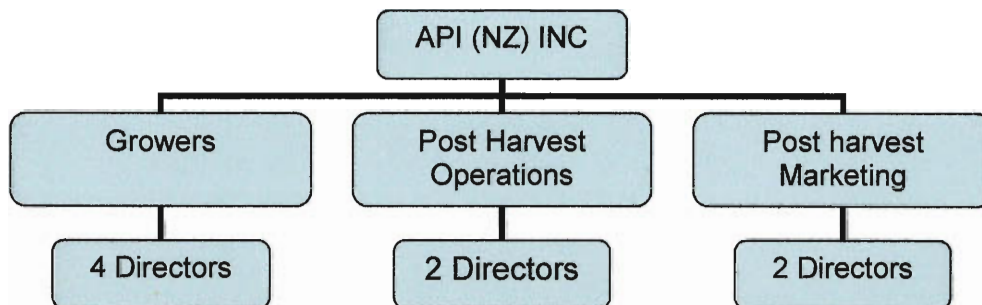 API (NZ) INC
Growers
Post Harvest
Operations
Post harvest
Marketing
4 Directors
2 Directors
2 Directors